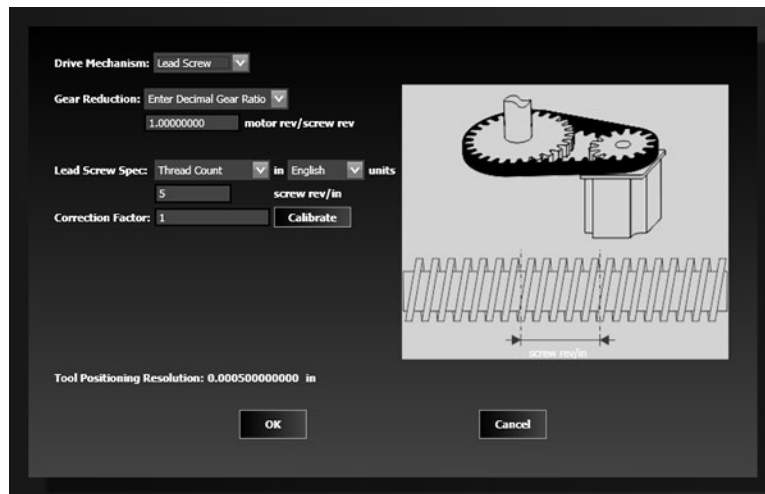 Drive Mechanism: Lead Screw
Gear Reduction: Enter Decimal Gear Ratio
1.00000000 motor rev/screw rev
Lead Screw Spec: Thread Count in English units
5 screw rev/in
Correction Factor: 1 Calibrate
screw rev/in
Tool Positioning Resolution: 0.000500000000 in
OK Cancel